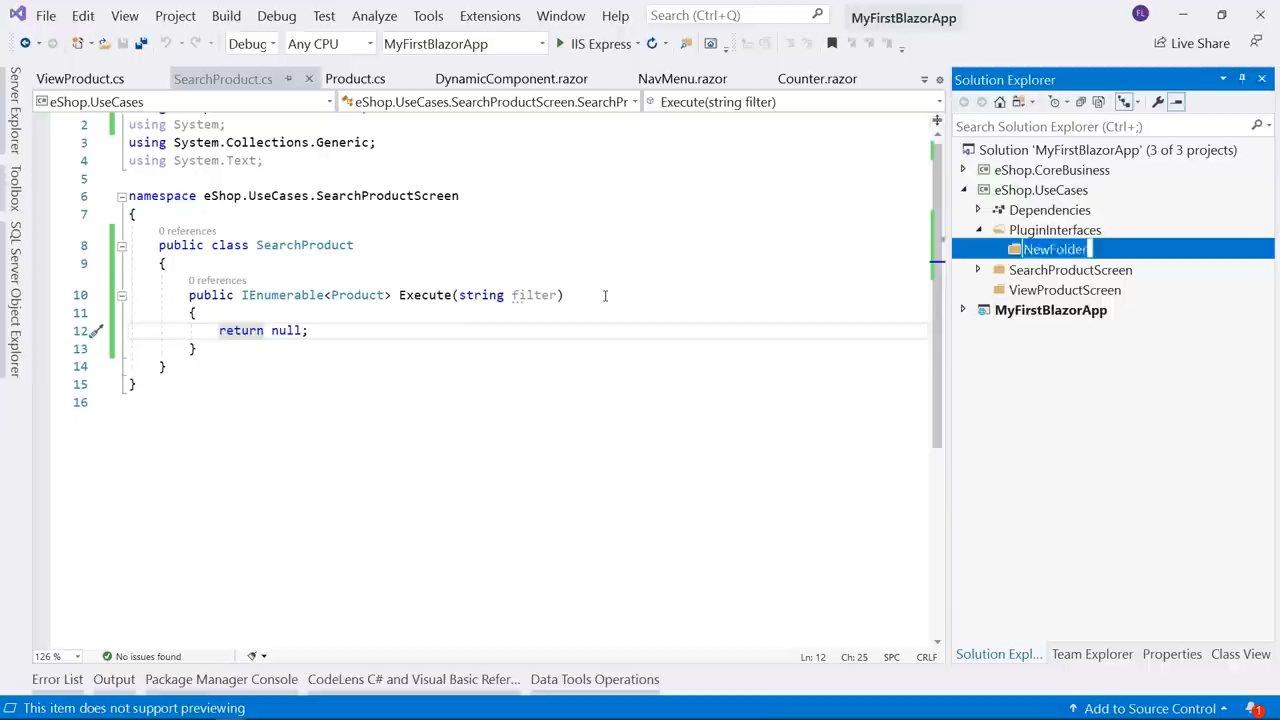 File Edit View Project Build Debug Test Analyze Tools Extensions Window Help Search (Ctrl+Q) MyFirstBlazorApp FL
Debug Any CPU MyFirstBlazorApp IIS Express Live Share
ViewProduct.cs SearchProduct.cs Product.cs DynamicComponent.razor NavMenu.razor Counter.razor
eShop.UseCases eShop.UseCases.SearchProductScreen.SearchPr Execute(string filter)
2 using System;
3 using System.Collections.Generic;
4 using System.Text;
5
6 namespace eShop.UseCases.SearchProductScreen
7 {
0 references
8 public class SearchProduct
9 {
0 references
10 public IEnumerable<Product> Execute(string filter)
11 {
12 return null;
13 }
14 }
15 }
16
126 % No issues found Ln: 12 Ch: 25 SPC CRLF
Server Explorer
Toolbox
SQL Server Object Explorer
Solution Explorer
Search Solution Explorer (Ctrl+;)
Solution 'MyFirstBlazorApp' (3 of 3 projects)
eShop.CoreBusiness
eShop.UseCases
Dependencies
PluginInterfaces
NewFolder
SearchProductScreen
ViewProductScreen
MyFirstBlazorApp
Solution Expl... Team Explorer Properties Class View
Error List Output Package Manager Console CodeLens C# and Visual Basic Refer... Data Tools Operations
This item does not support previewing Add to Source Control 1